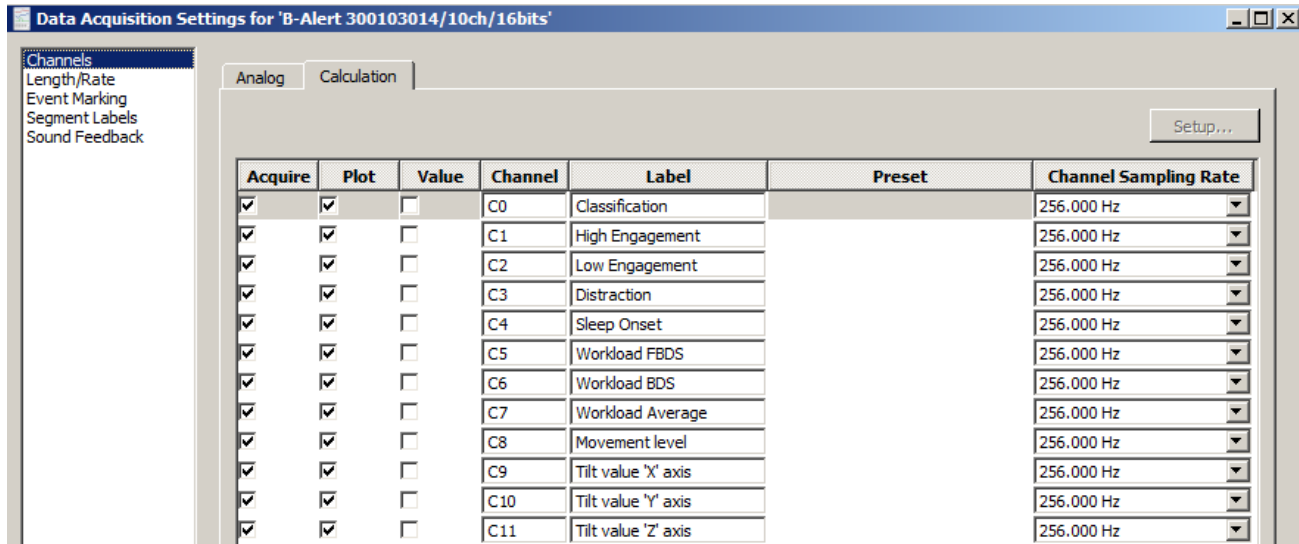 Data Acquisition Settings for 'B-Alert 300103014/10ch/16bits'
Channels
Length/Rate
Event Marking
Segment Labels
Sound Feedback
Analog Calculation
Setup...
Acquire Plot Value Channel Label Preset Channel Sampling Rate
C0 Classification 256.000 Hz
C1 High Engagement 256.000 Hz
C2 Low Engagement 256.000 Hz
C3 Distraction 256.000 Hz
C4 Sleep Onset 256.000 Hz
C5 Workload FBDS 256.000 Hz
C6 Workload BDS 256.000 Hz
C7 Workload Average 256.000 Hz
C8 Movement level 256.000 Hz
C9 Tilt value 'X' axis 256.000 Hz
C10 Tilt value 'Y' axis 256.000 Hz
C11 Tilt value 'Z' axis 256.000 Hz